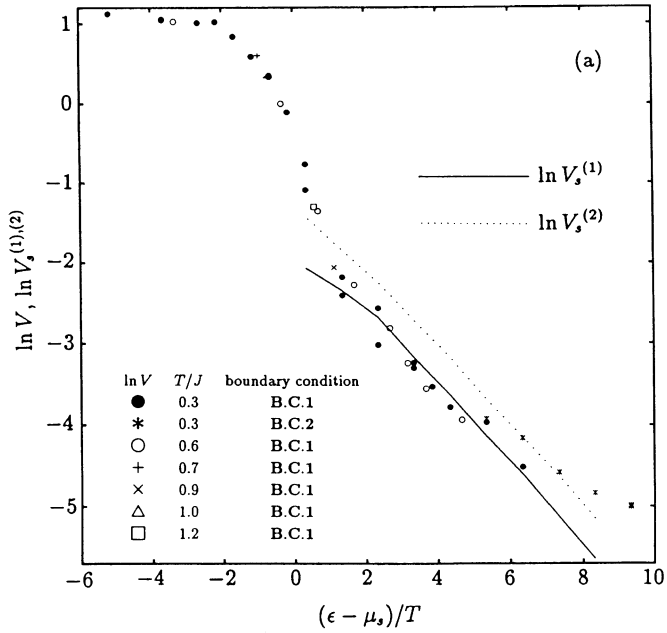 (a)
ln V_s^(1)
ln V_s^(2)
ln V, ln V_s^(1),(2)
1
0
−1
−2
−3
−4
−5
ln V T/J boundary condition
● 0.3 B.C.1
∗ 0.3 B.C.2
○ 0.6 B.C.1
+ 0.7 B.C.1
× 0.9 B.C.1
△ 1.0 B.C.1
□ 1.2 B.C.1
−6 −4 −2 0 2 4 6 8 10
(ϵ − μ_s)/T